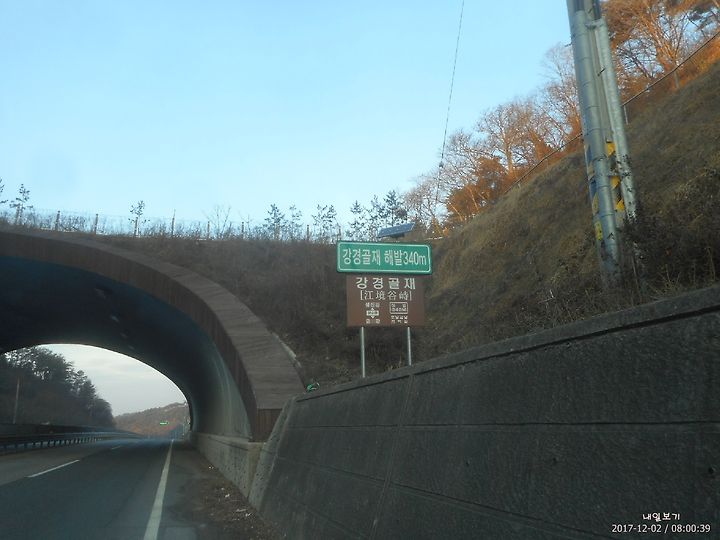 강경골재 해발340m
강경골재
[江境谷峙]
내일보기
2017-12-02 / 08:00:39